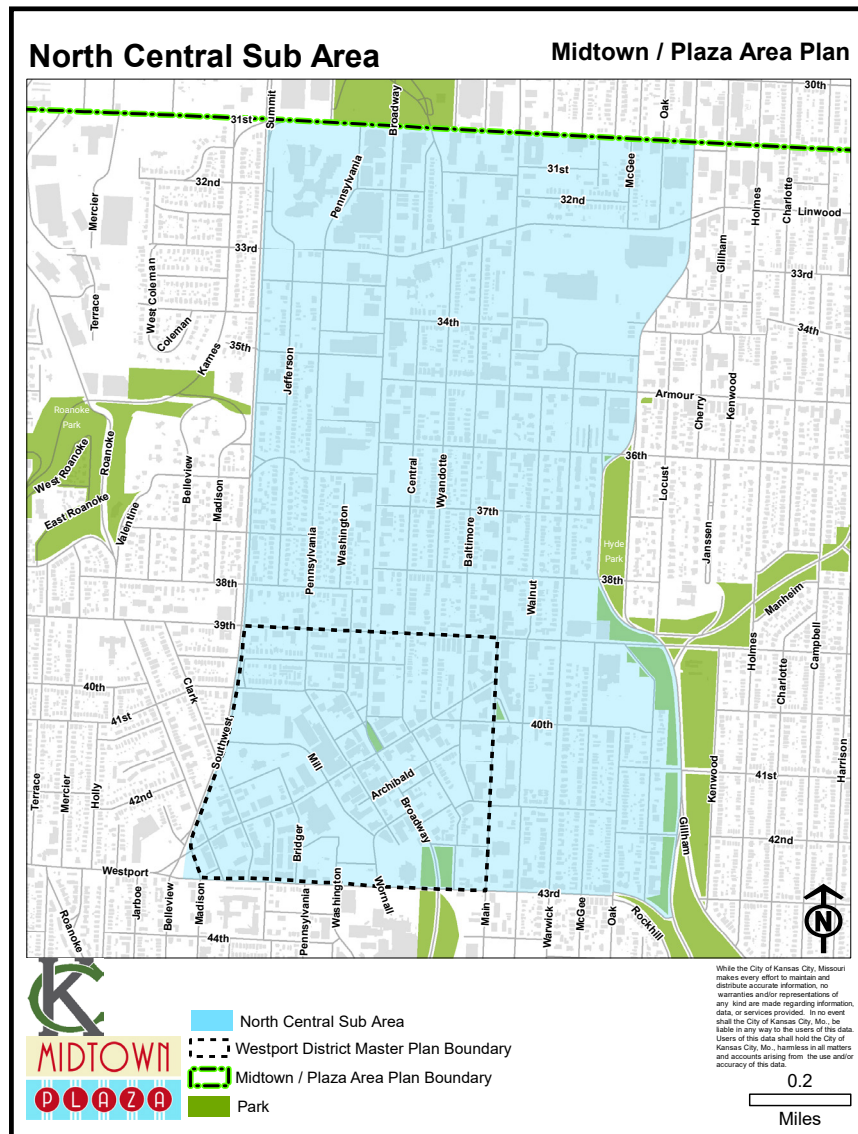 North Central Sub Area
Midtown / Plaza Area Plan
30th
31st
Summit
Broadway
Oak
McGee
31st
Pennsylvania
32nd
32nd
Mercier
Holmes
Charlotte
Linwood
33rd
Gillham
33rd
West Coleman
Terrace
Coleman
34th
34th
Karnes
35th
Jefferson
Armour
Kenwood
Cherry
Roanoke
Park
Roanoke
West Roanoke
36th
Central
Wyandotte
Locust
Belleview
Madison
East Roanoke
Valentine
37th
Washington
Baltimore
Pennsylvania
Janssen
Hyde
Park
38th
38th
Walnut
Manheim
39th
Holmes
Campbell
Charlotte
40th
Clark
41st
40th
Southwest
Mill
Archibald
41st
Kenwood
Harrison
Terrace
Mercier
Holly
42nd
Broadway
Gillham
42nd
Bridger
Westport
Wornall
43rd
Jarboe
Belleview
Madison
Pennsylvania
Washington
Main
Warwick
McGee
Oak
Rockhill
Roanoke
44th
N
KC
MIDTOWN
PLAZA
North Central Sub Area
Westport District Master Plan Boundary
Midtown / Plaza Area Plan Boundary
Park
While the City of Kansas City, Missouri
makes every effort to maintain and
distribute accurate information, no
warranties and/or representations of
any kind are made regarding information,
data, or services provided. In no event
shall the City of Kansas City, Mo., be
liable in any way to the users of this data.
Users of this data shall hold the City of
Kansas City, Mo., harmless in all matters
and accounts arising from the use and/or
accuracy of this data.
0.2
Miles